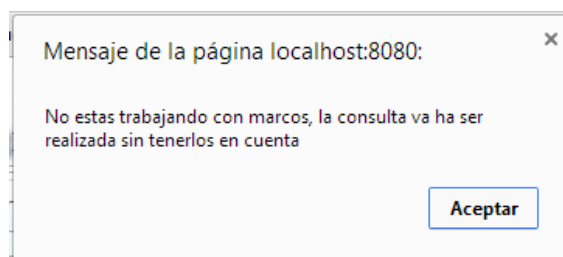 Mensaje de la página localhost:8080:
No estas trabajando con marcos, la consulta va ha ser
realizada sin tenerlos en cuenta
Aceptar